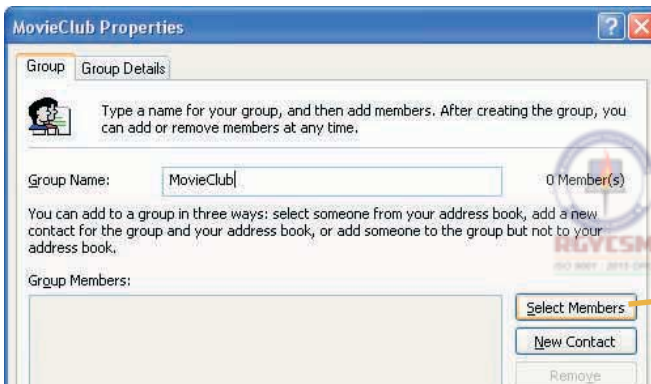 MovieClub Properties
Group Group Details
Type a name for your group, and then add members. After creating the group, you
can add or remove members at any time.
Group Name: MovieClub 0 Member(s)
You can add to a group in three ways: select someone from your address book, add a new
contact for the group and your address book, or add someone to the group but not to your
address book.
RGYCSM
Group Members:
Select Members
New Contact
Remove